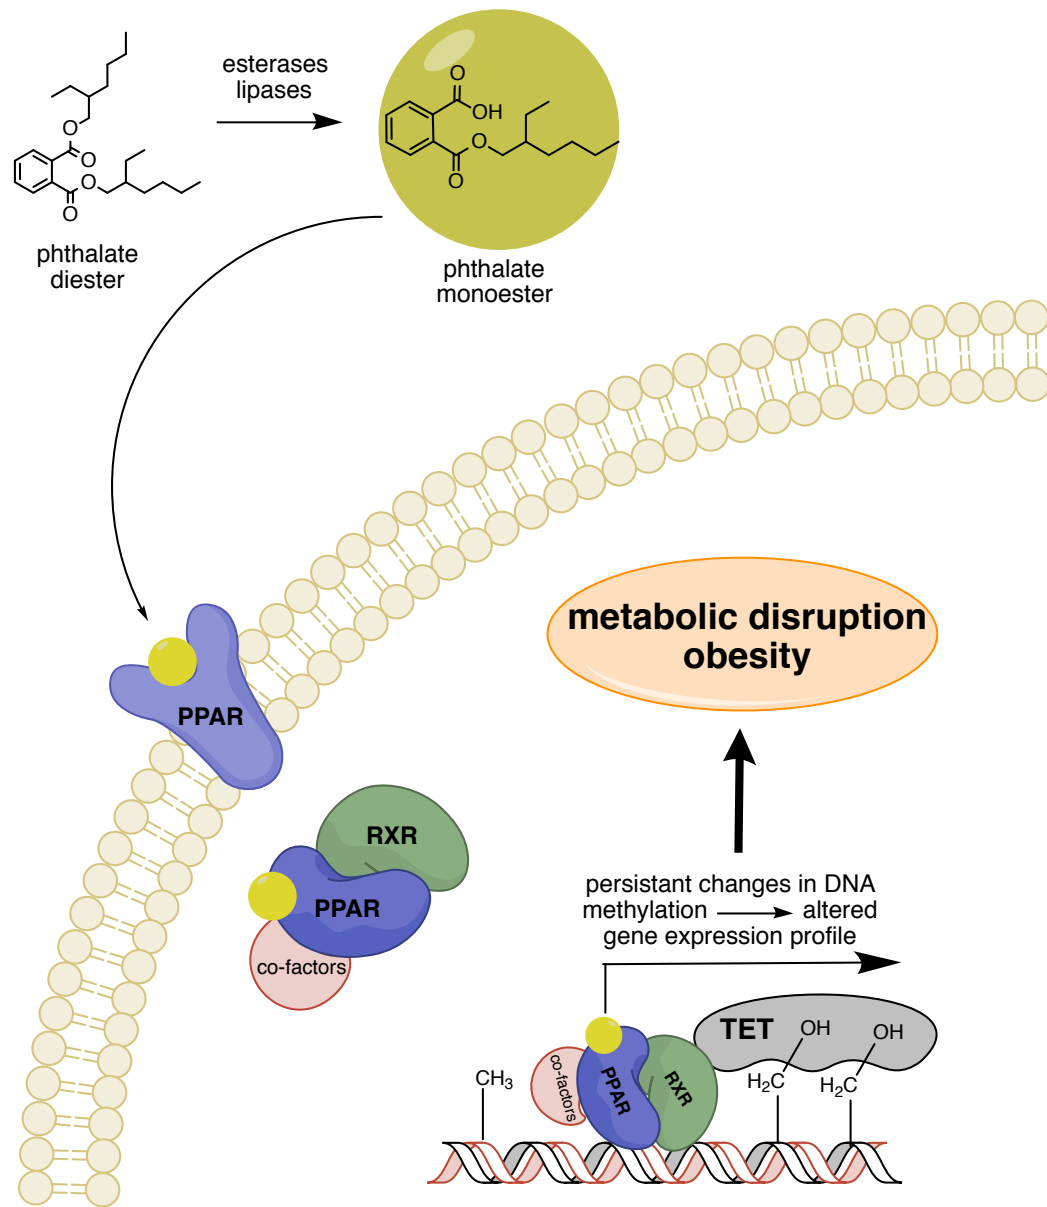 esterases
lipases
O
OH
O
O
O
O
O
O
phthalate
diester
phthalate
monoester
metabolic disruption
obesity
PPAR
RXR
PPAR
co-factors
persistant changes in DNA
methylation altered
gene expression profile
TET
OH
OH
CH3
co-factors
PPAR
RXR
H2C
H2C